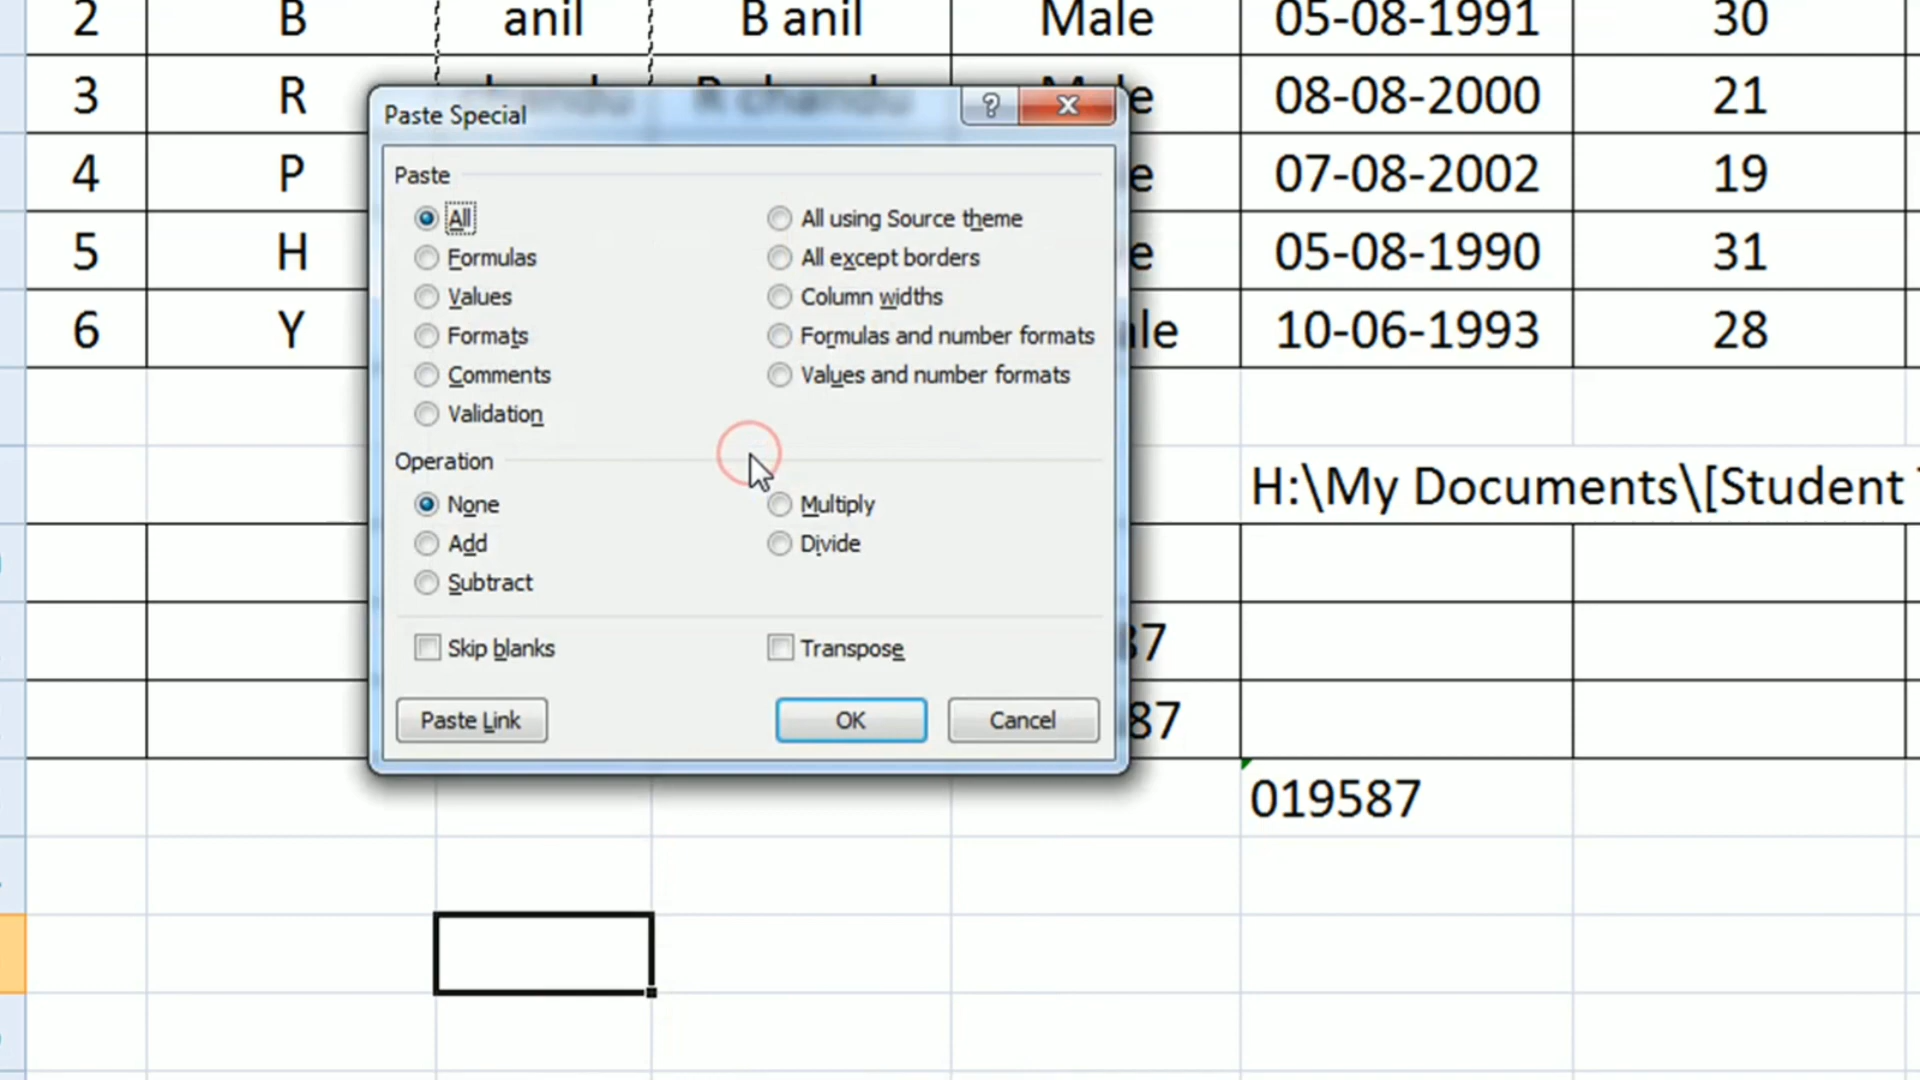 2 B anil B anil Male 05-08-1991 30
3 R 08-08-2000 21
Paste Special
4 P 07-08-2002 19
Paste
All All using Source theme
5 H 05-08-1990 31
Formulas All except borders
Values Column widths
6 Y 10-06-1993 28
Formats Formulas and number formats
Comments Values and number formats
Validation
Operation
H:\My Documents\[Student
None Multiply
Add Divide
Subtract
Skip blanks Transpose
Paste Link OK Cancel
87
019587